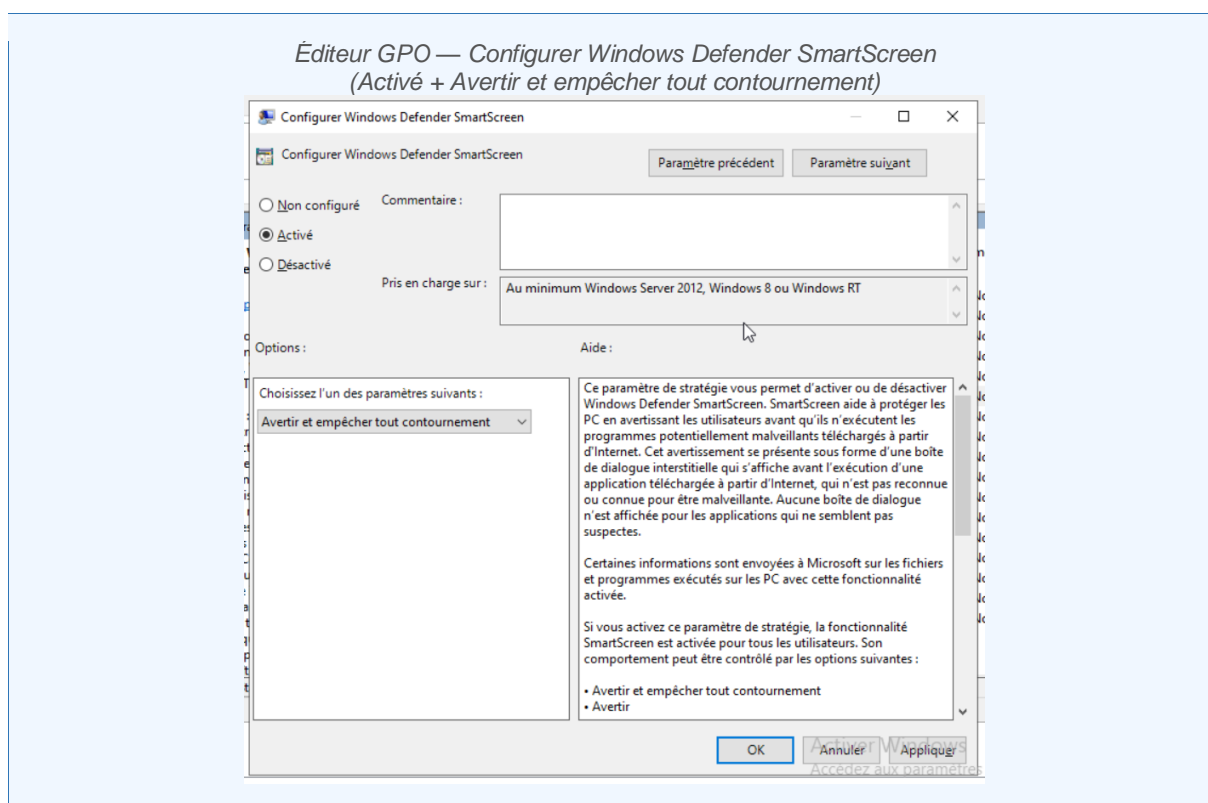 Éditeur GPO — Configurer Windows Defender SmartScreen
(Activé + Avertir et empêcher tout contournement)
Configurer Windows Defender SmartScreen
Configurer Windows Defender SmartScreen
Paramètre précédent
Paramètre suivant
Non configuré
Commentaire :
Activé
Désactivé
Pris en charge sur :
Au minimum Windows Server 2012, Windows 8 ou Windows RT
Options :
Aide :
Choisissez l'un des paramètres suivants :
Avertir et empêcher tout contournement
Ce paramètre de stratégie vous permet d'activer ou de désactiver
Windows Defender SmartScreen. SmartScreen aide à protéger les
PC en avertissant les utilisateurs avant qu'ils n'exécutent les
programmes potentiellement malveillants téléchargés à partir
d'Internet. Cet avertissement se présente sous forme d'une boîte
de dialogue interstitielle qui s'affiche avant l'exécution d'une
application téléchargée à partir d'Internet, qui n'est pas reconnue
ou connue pour être malveillante. Aucune boîte de dialogue
n'est affichée pour les applications qui ne semblent pas
suspectes.
Certaines informations sont envoyées à Microsoft sur les fichiers
et programmes exécutés sur les PC avec cette fonctionnalité
activée.
Si vous activez ce paramètre de stratégie, la fonctionnalité
SmartScreen est activée pour tous les utilisateurs. Son
comportement peut être contrôlé par les options suivantes :
• Avertir et empêcher tout contournement
• Avertir
OK
Annuler
Appliquer
Activer Windows
Accédez aux paramètres